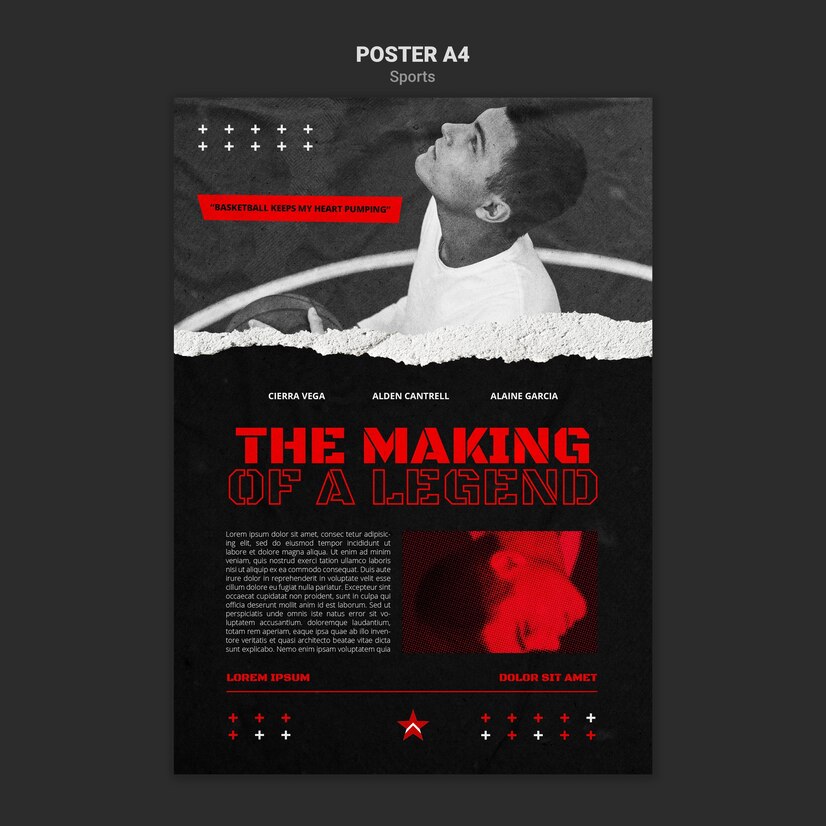 POSTER A4
Sports
"BASKETBALL KEEPS MY HEART PUMPING"
CIERRA VEGA ALDEN CANTRELL ALAINE GARCIA
THE MAKING
OF A LEGEND
Lorem ipsum dolor sit amet, consec tetur adipisic-
ing elit, sed do eiusmod tempor incididunt ut
labore et dolore magna aliqua. Ut enim ad minim
veniam, quis nostrud exerci tation ullamco laboris
nisi ut aliquip ex ea commodo consequat. Duis aute
irure dolor in reprehenderit in voluptate velit esse
cillum dolore eu fugiat nulla pariatur. Excepteur sint
occaecat cupidatat non proident, sunt in culpa qui
officia deserunt mollit anim id est laborum. Sed ut
perspiciatis unde omnis iste natus error sit vo-
luptatem accusantium. doloremque laudantium,
totam rem aperiam, eaque ipsa quae ab illo inven-
tore veritatis et quasi architecto beatae vitae dicta
sunt explicabo. Nemo enim ipsam voluptatem quia
LOREM IPSUM DOLOR SIT AMET